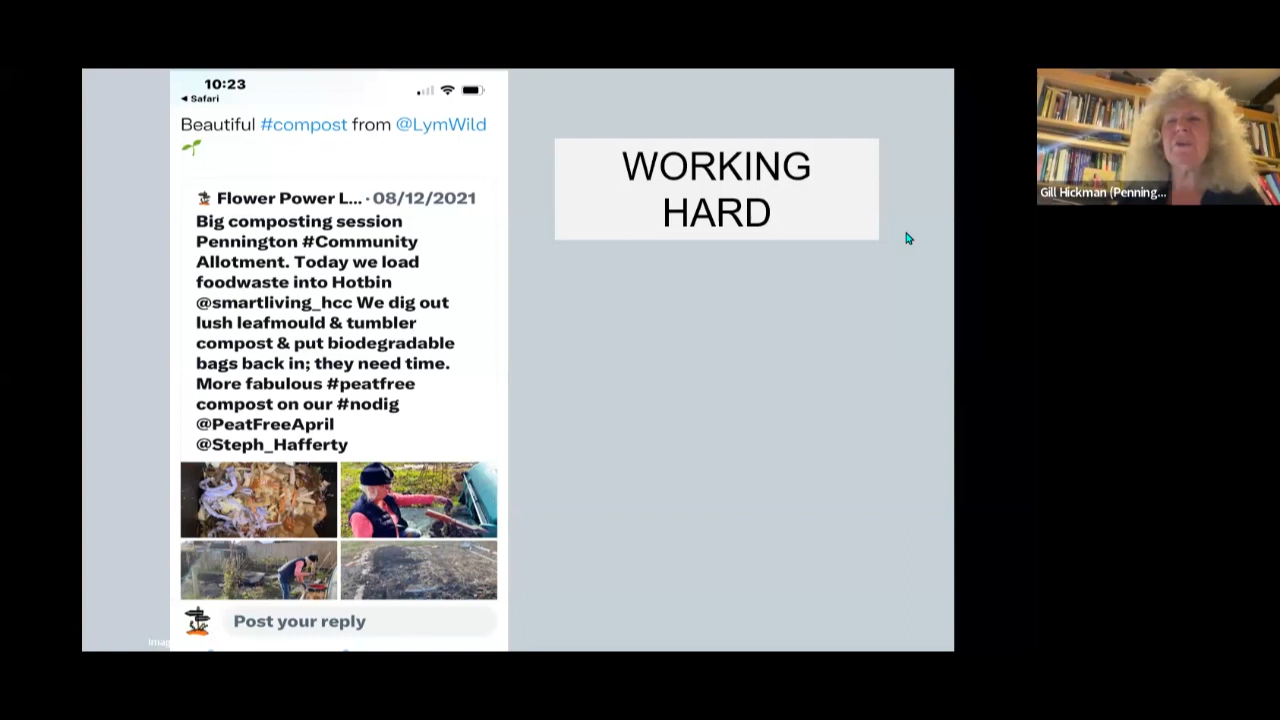 10:23
Safari
Beautiful #compost from @LymWild
Flower Power L... · 08/12/2021
Big composting session
Pennington #Community
Allotment. Today we load
foodwaste into Hotbin
@smartliving_hcc We dig out
lush leafmould & tumbler
compost & put biodegradable
bags back in; they need time.
More fabulous #peatfree
compost on our #nodig
@PeatFreeApril
@Steph_Hafferty
Post your reply
WORKING
HARD
Gill Hickman (Penning...